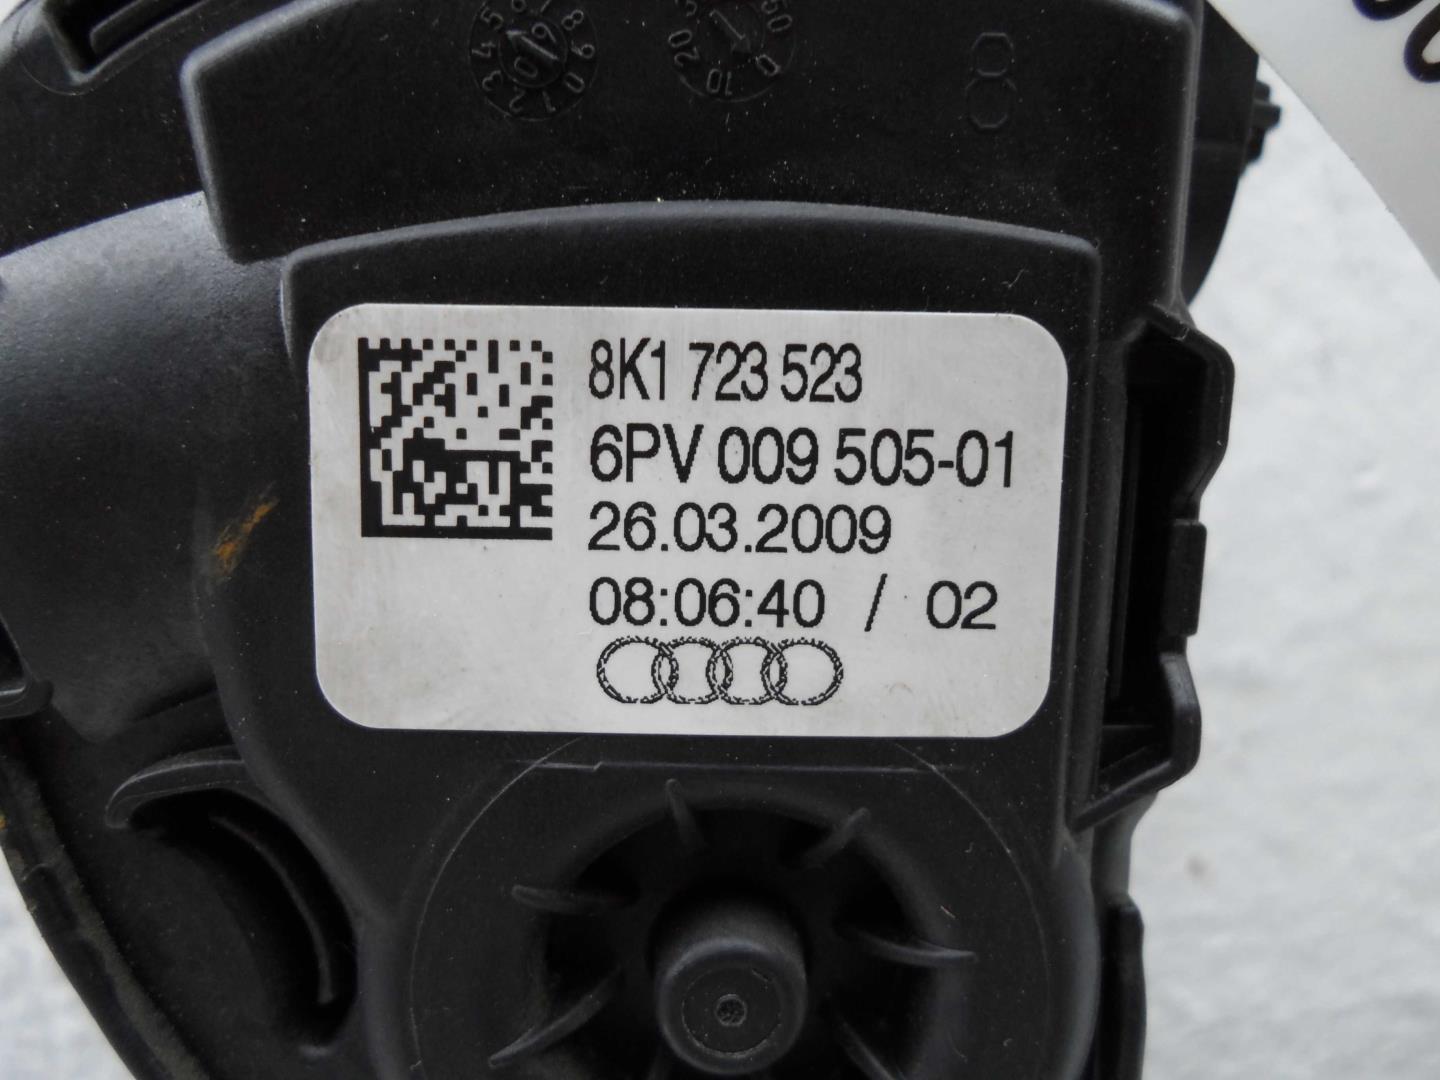 8K1 723 523
6PV 009 505-01
26.03.2009
08:06:40 / 02